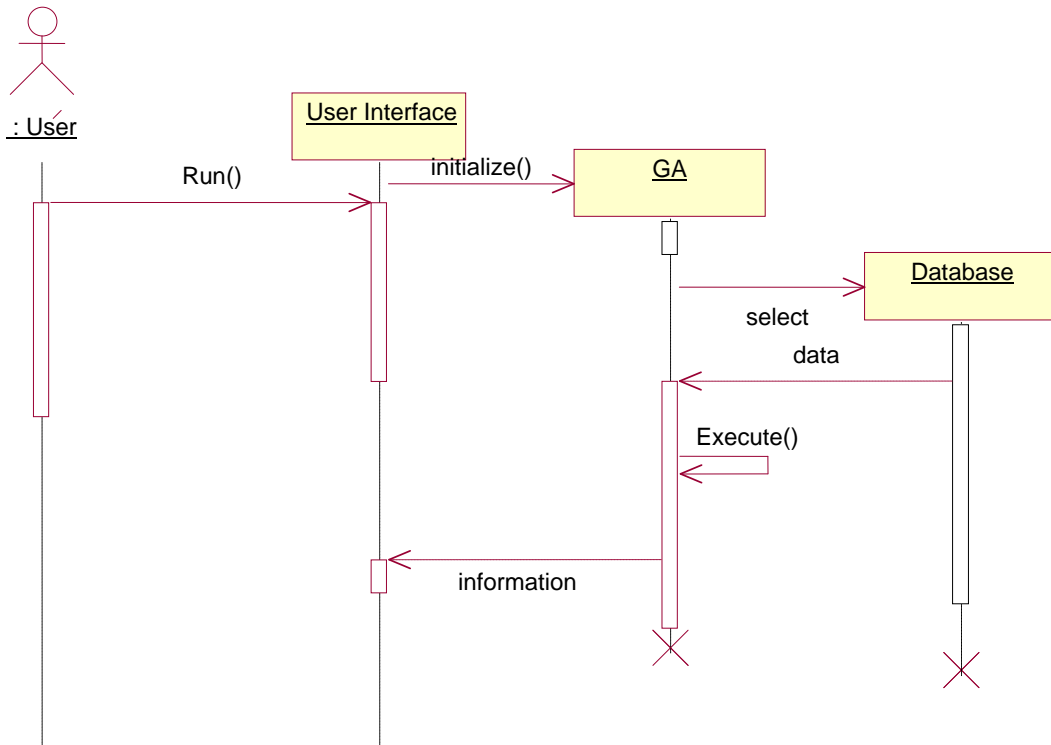 : User
User Interface
GA
Database
Run()
initialize()
select
data
Execute()
information